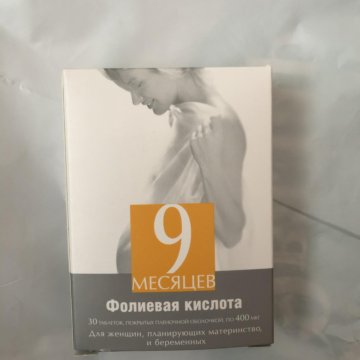 9
МЕСЯЦЕВ
Фолиевая кислота
30 таблеток, покрытых пленочной оболочкой, по 400 мкг
Для женщин, планирующих материнство,
и беременных